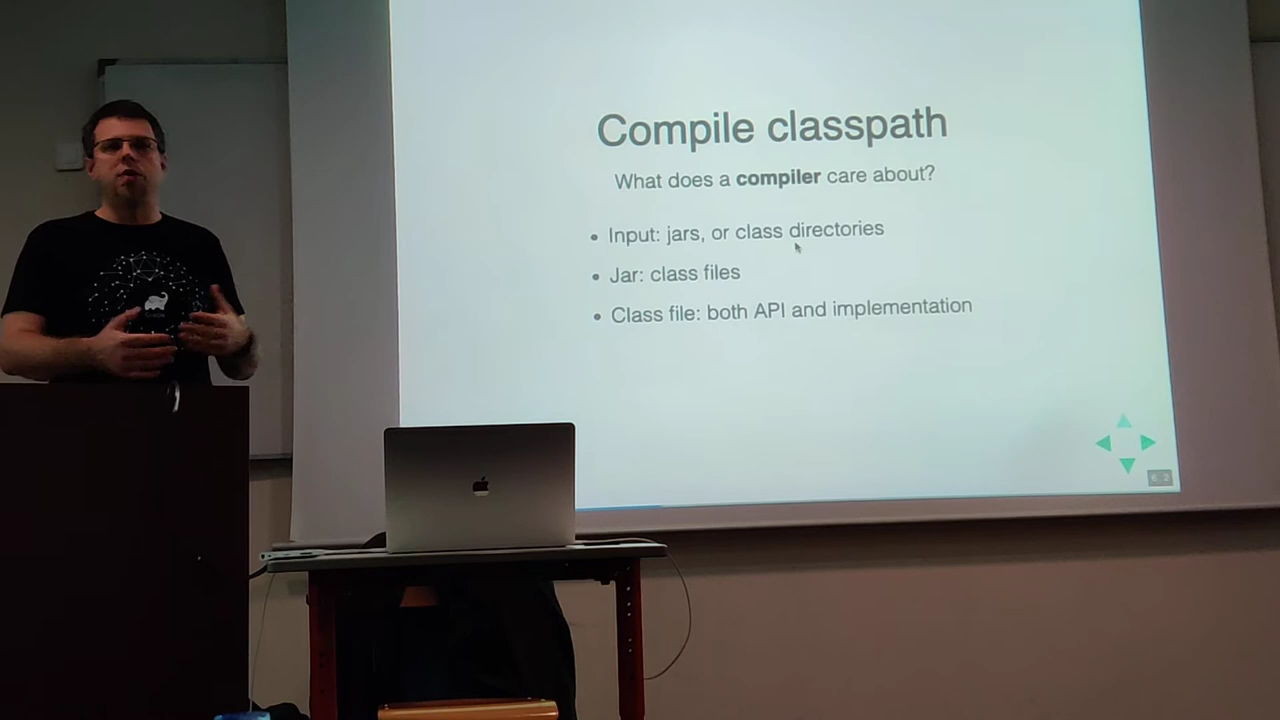 Compile classpath
What does a compiler care about?
Input: jars, or class directories
Jar: class files
Class file: both API and implementation